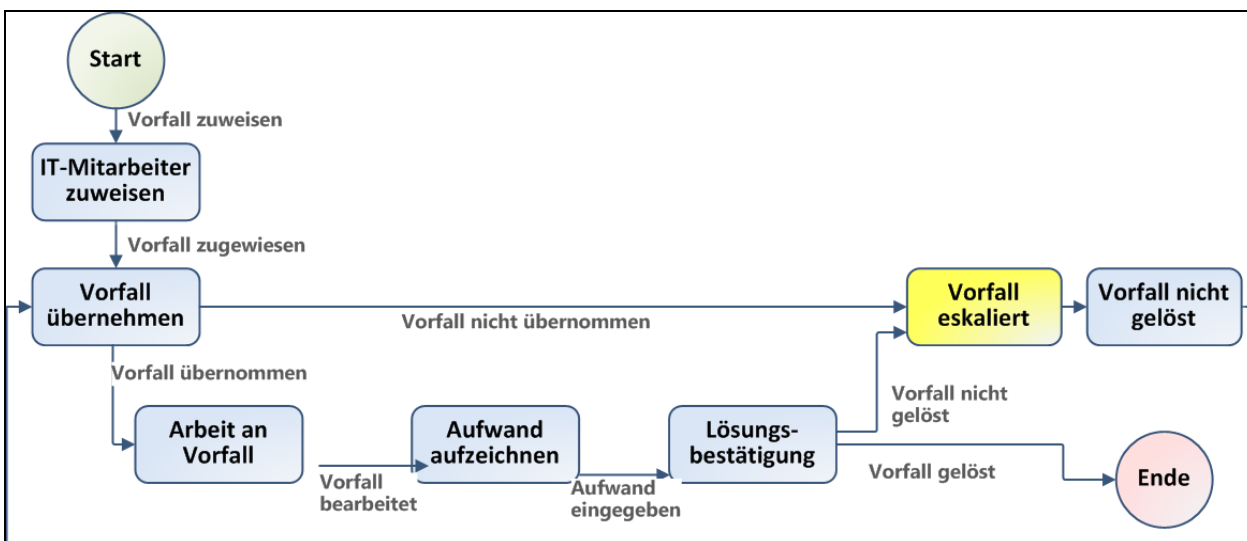 Start
Vorfall zuweisen
IT-Mitarbeiter
zuweisen
Vorfall zugewiesen
Vorfall
übernehmen
Vorfall nicht übernommen
Vorfall
eskaliert
Vorfall nicht
gelöst
Vorfall übernommen
Arbeit an
Vorfall
Vorfall
bearbeitet
Aufwand
aufzeichnen
Aufwand
eingegeben
Lösungs-
bestätigung
Vorfall nicht
gelöst
Vorfall gelöst
Ende